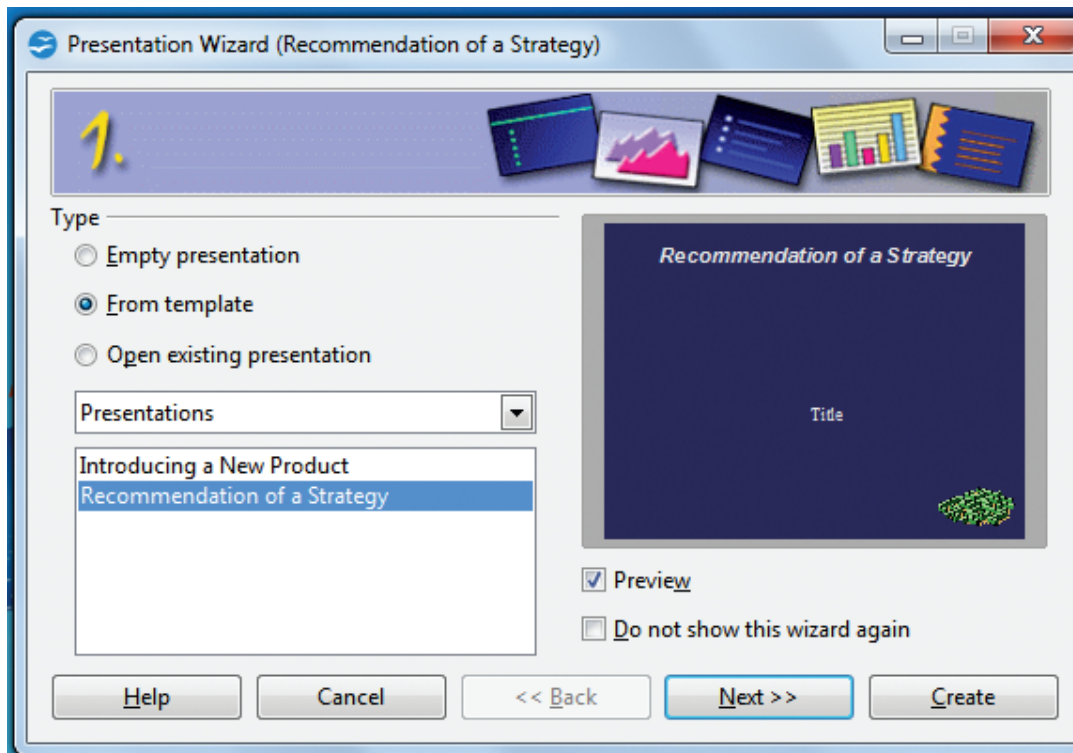 Presentation Wizard (Recommendation of a Strategy)
1.
Type
Empty presentation
From template
Open existing presentation
Presentations
Introducing a New Product
Recommendation of a Strategy
Recommendation of a Strategy
Title
Preview
Do not show this wizard again
Help
Cancel
<< Back
Next >>
Create